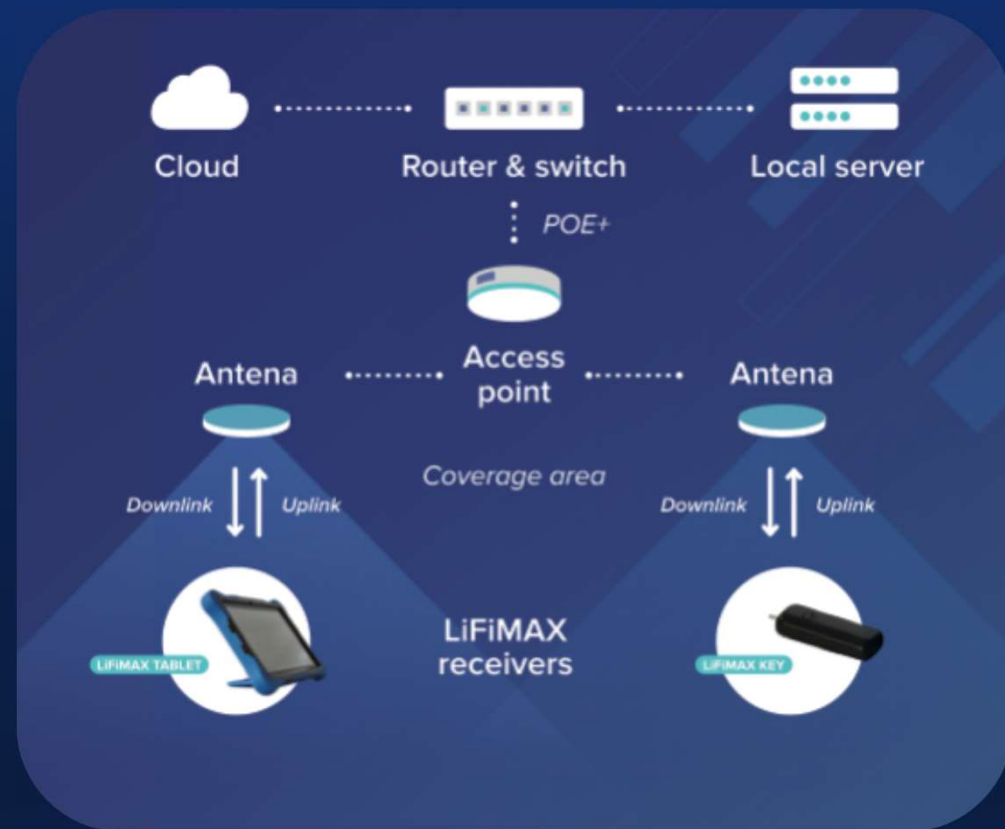 Cloud
Router & switch
Local server
POE+
Antena
Access
point
Antena
Coverage area
Downlink
Uplink
Downlink
Uplink
LiFiMAX
receivers
LIFIMAX TABLET
LIFIMAX KEY